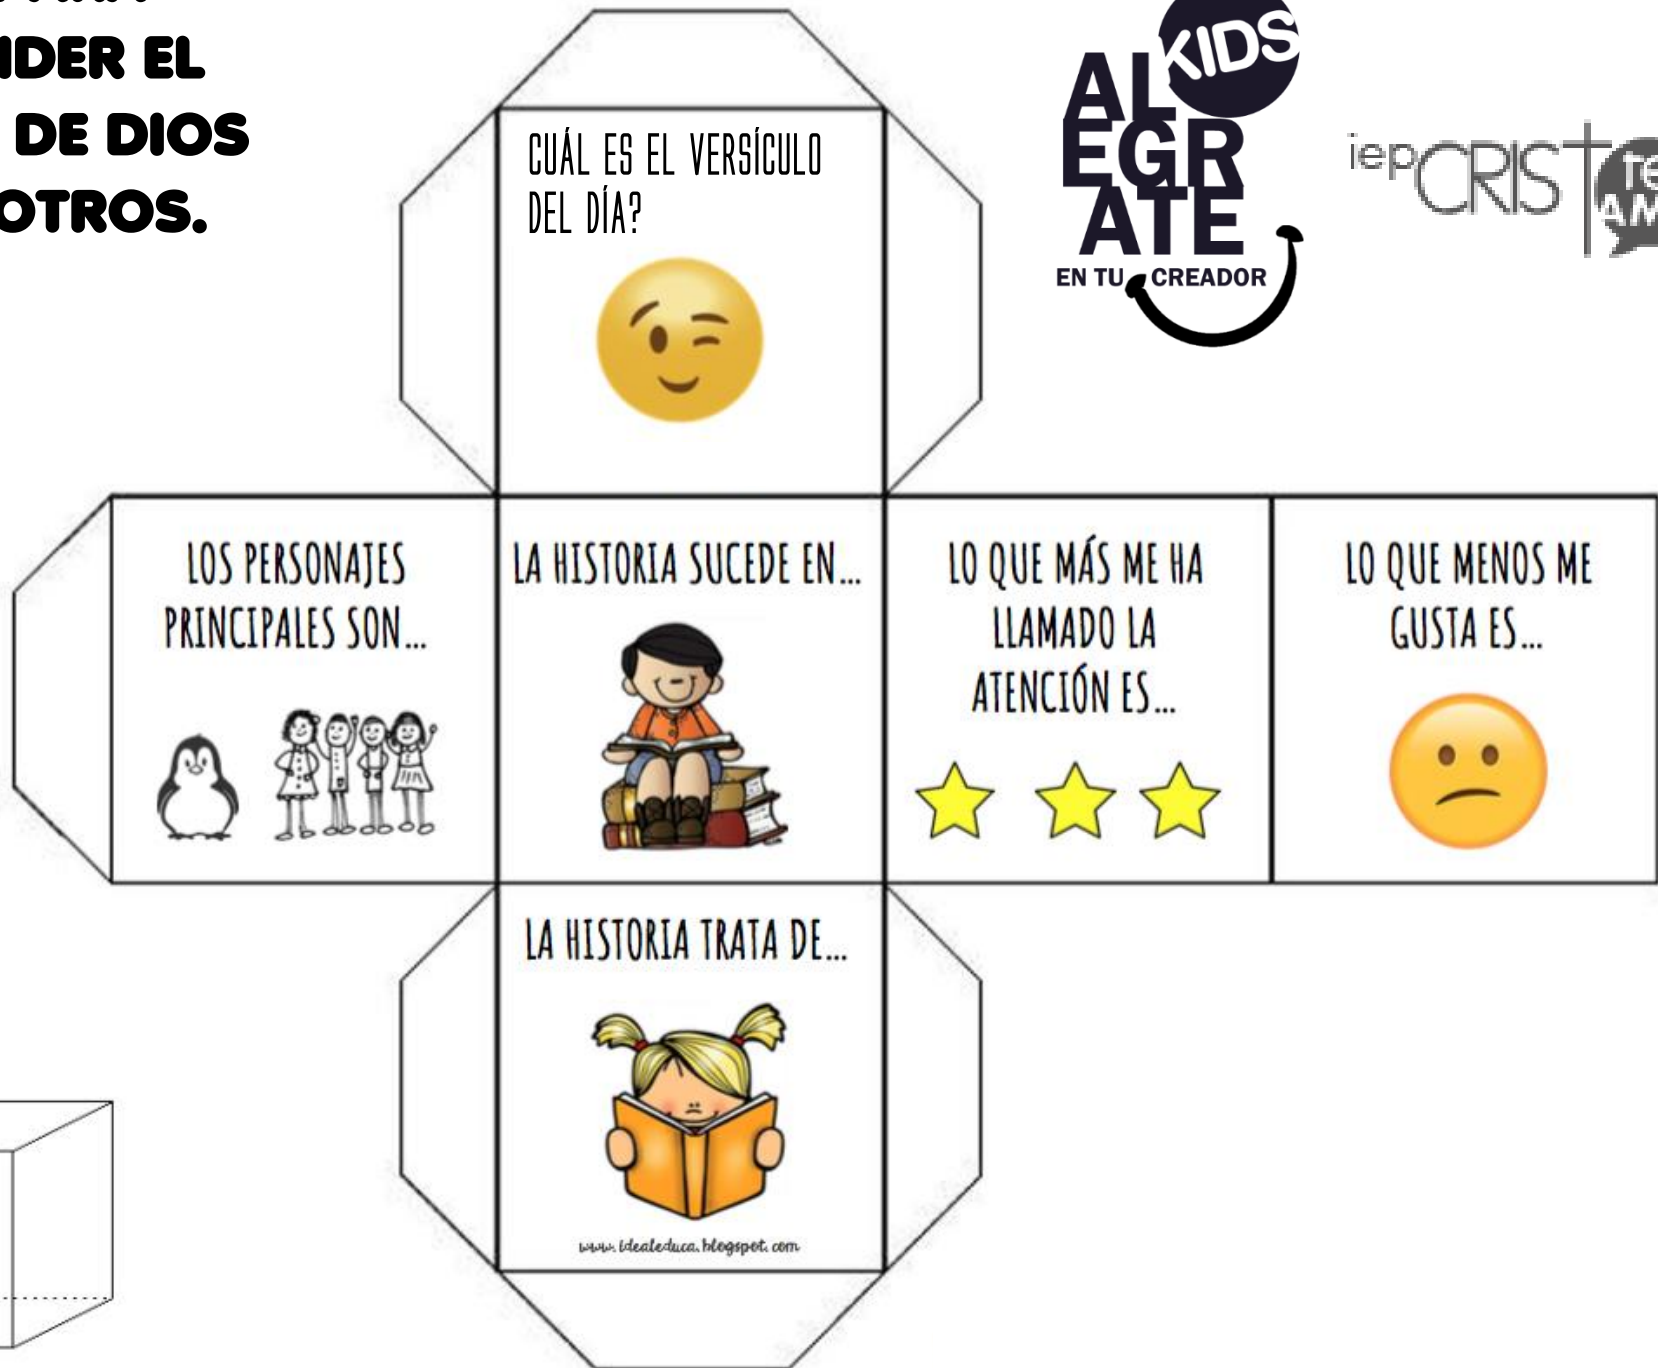 EL
DE DIOS
OTROS.
KIDS
AL
EGR
ATE
EN TU CREADOR
iepCRIST
CUÁL ES EL VERSÍCULO
DEL DÍA?
LOS PERSONAJES
PRINCIPALES SON...
LA HISTORIA SUCEDE EN...
LO QUE MÁS ME HA
LLAMADO LA
ATENCIÓN ES...
LO QUE MENOS ME
GUSTA ES...
LA HISTORIA TRATA DE...
www.idealeduca.blogspot.com